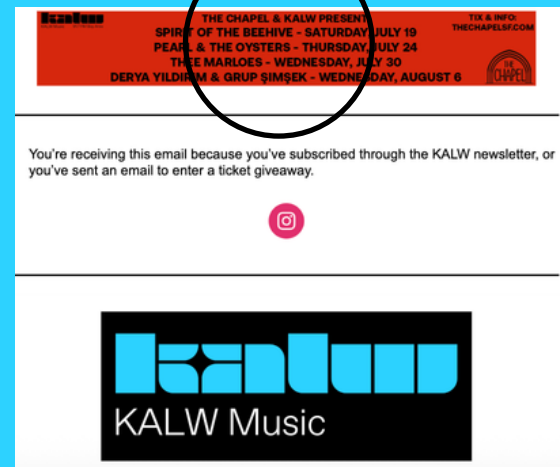 THE CHAPEL & KALW PRESENT
SPIRIT OF THE BEEHIVE - SATURDAY, JULY 19
PEARL & THE OYSTERS - THURSDAY, JULY 24
THEE MARLOES - WEDNESDAY, JULY 30
DERYA YILDIRIM & GRUP ŞIMŞEK - WEDNESDAY, AUGUST 6
TIX & INFO:
THECHAPELSF.COM
THE
CHAPEL
You're receiving this email because you've subscribed through the KALW newsletter, or
you've sent an email to enter a ticket giveaway.
kalw
KALW Music